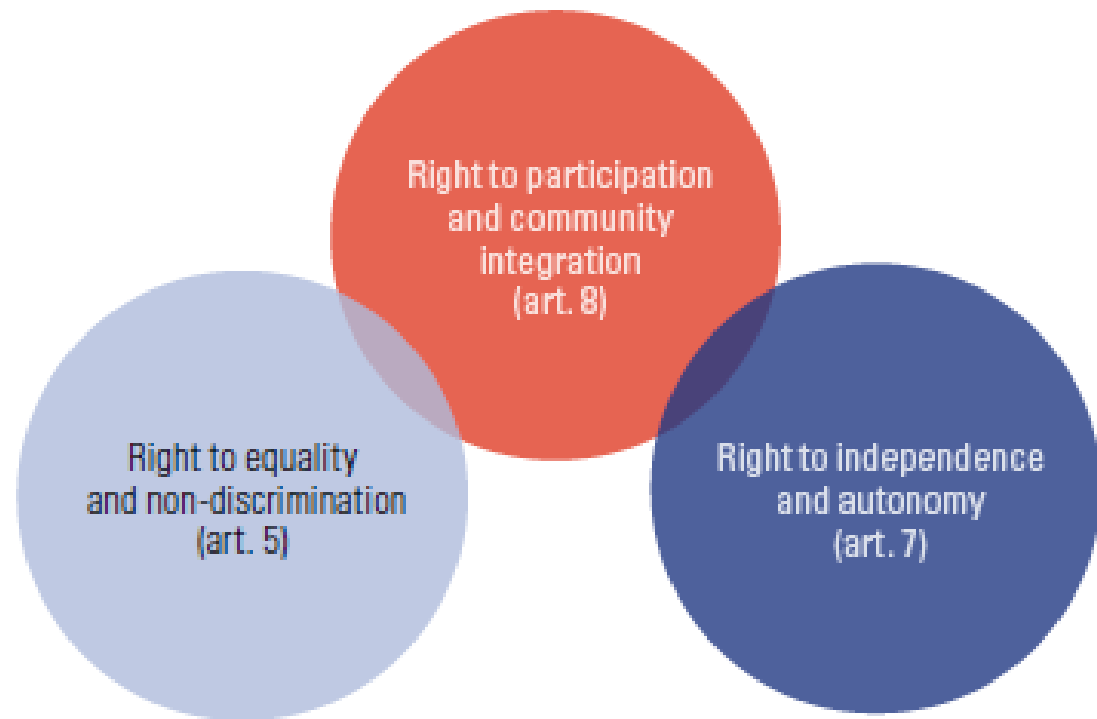 Right to participation
and community
integration
(art. 8)
Right to equality
and non-discrimination
(art. 5)
Right to independence
and autonomy
(art. 7)